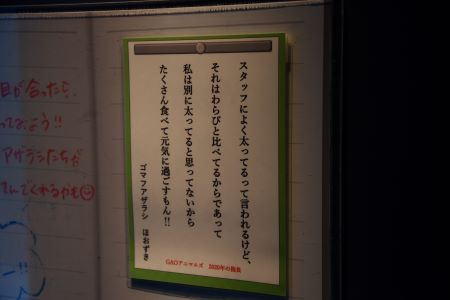 スタッフによく太ってるって言われるけど、
それはわらびと比べてるからであって
私は別に太ってると思ってないから
たくさん食べて元気に過ごすもん!!
ゴマフアザラシ ほおずき
GAOアニマルズ 2020年の抱負
目が合ったら、
アザラシたちが